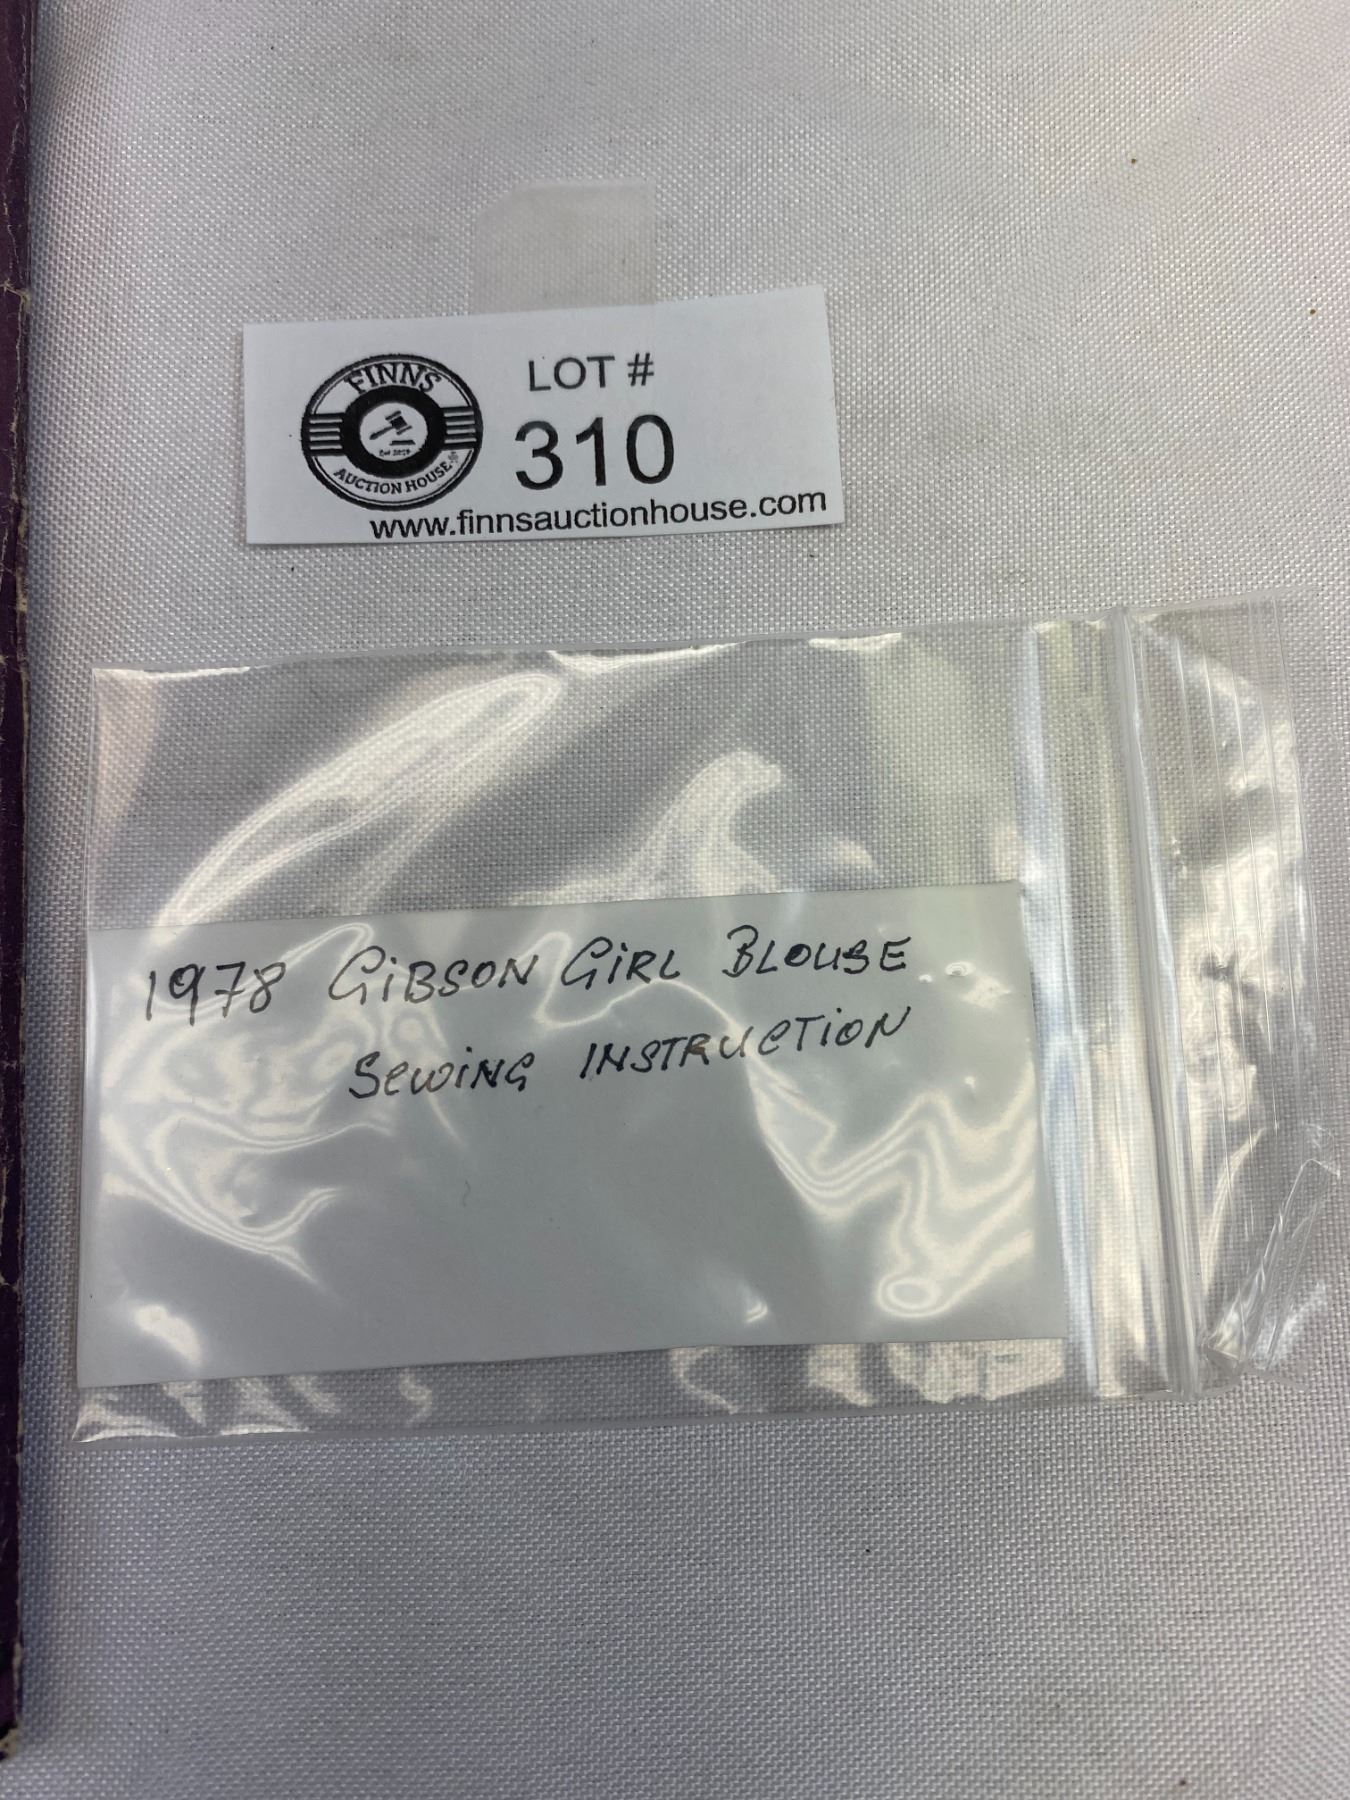 FINNS
AUCTION HOUSE
LOT #
310
www.finnsauctionhouse.com
1978 GIBSON GIRL BLOUSE
SEWING INSTRUCTION